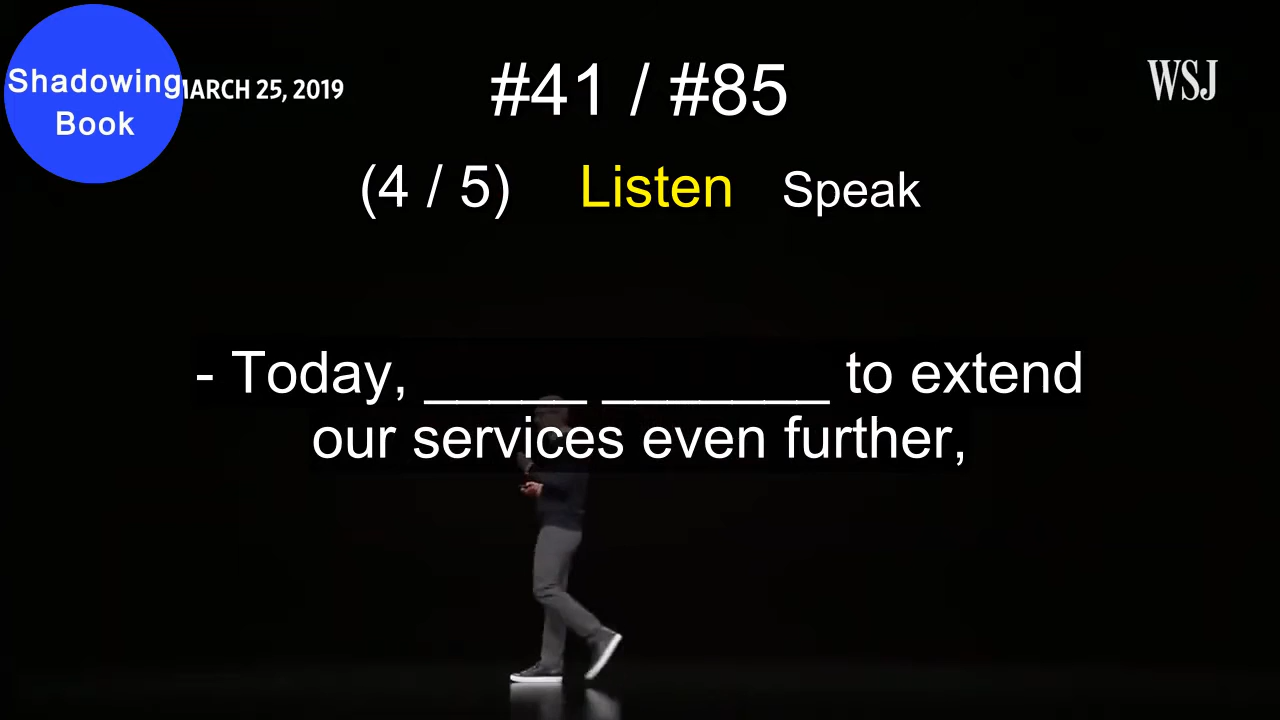 Shadowing
Book
MARCH 25, 2019
#41 / #85
WSJ
(4 / 5) Listen Speak
- Today, _____ _______ to extend
our services even further,